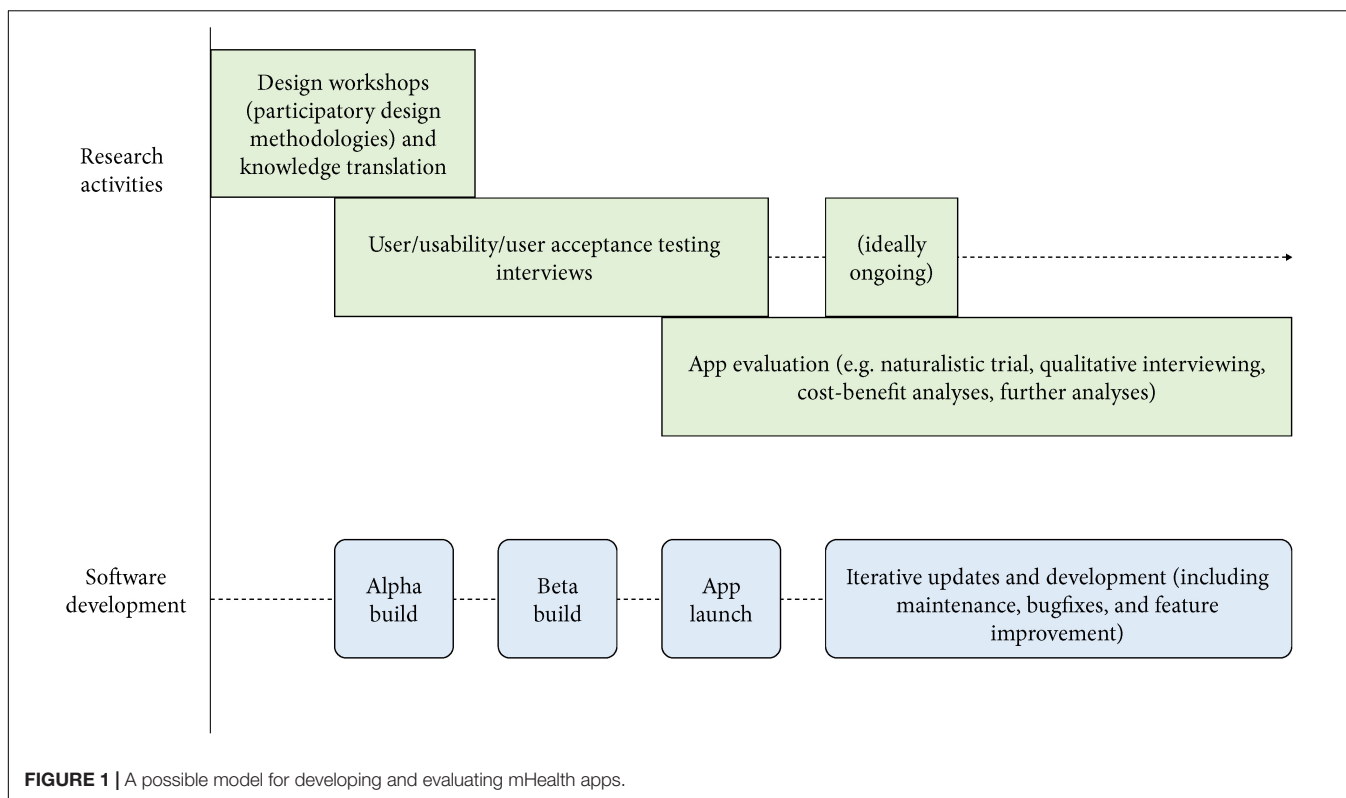 Design workshops
(participatory design
methodologies) and
knowledge translation
Research
activities
User/usability/user acceptance testing
interviews
(ideally
ongoing)
App evaluation (e.g. naturalistic trial, qualitative interviewing,
cost-benefit analyses, further analyses)
Software
development
Alpha
build
Beta
build
App
launch
Iterative updates and development (including
maintenance, bugfixes, and feature
improvement)
FIGURE 1 | A possible model for developing and evaluating mHealth apps.